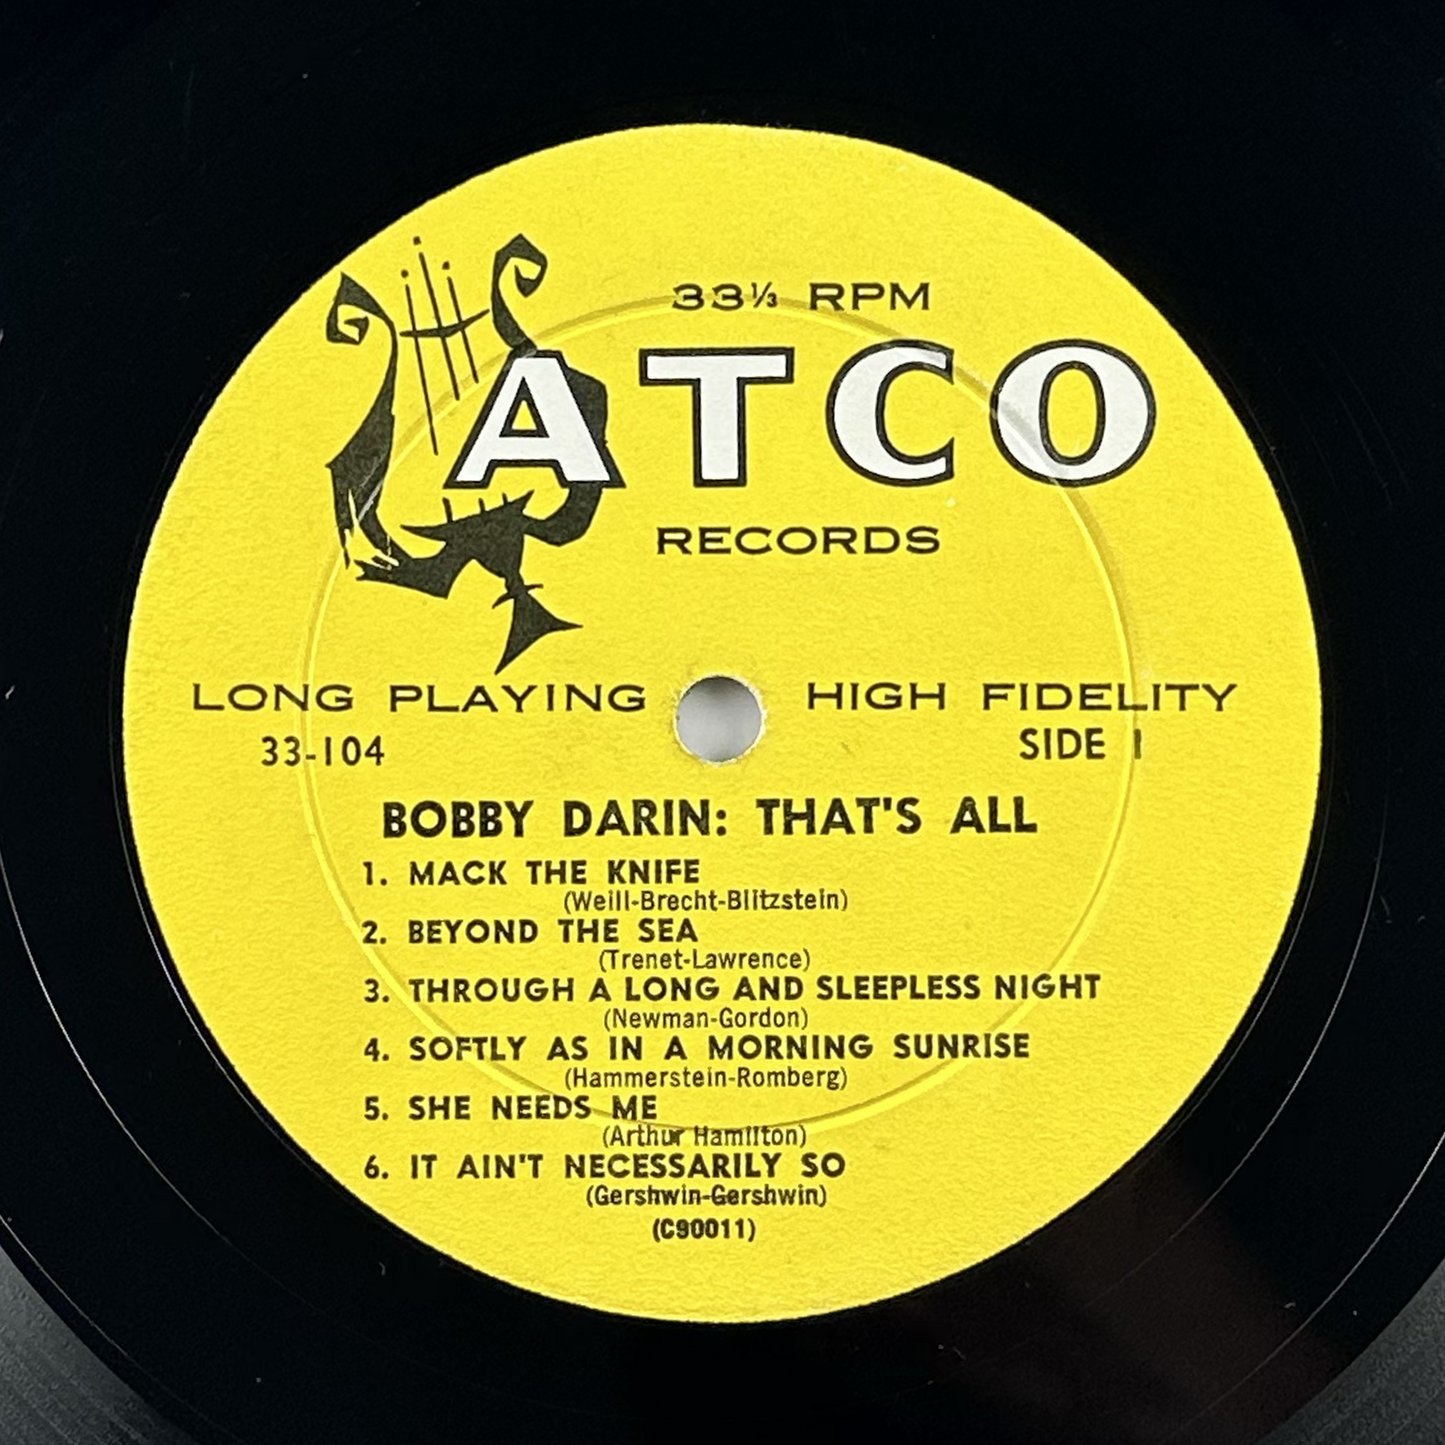 33⅓ RPM
ATCO
RECORDS
LONG PLAYING HIGH FIDELITY
33-104 SIDE 1
BOBBY DARIN: THAT'S ALL
1. MACK THE KNIFE
(Weill-Brecht-Blitzstein)
2. BEYOND THE SEA
(Trenet-Lawrence)
3. THROUGH A LONG AND SLEEPLESS NIGHT
(Newman-Gordon)
4. SOFTLY AS IN A MORNING SUNRISE
(Hammerstein-Romberg)
5. SHE NEEDS ME
(Arthur Hamilton)
6. IT AIN'T NECESSARILY SO
(Gershwin-Gershwin)
(C90011)